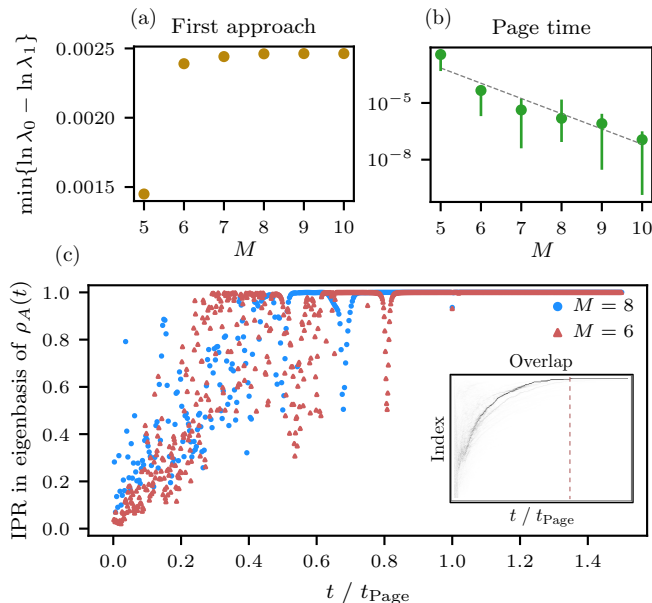 (a)
First approach
min{ln λ0 − ln λ1}
0.0025
0.0020
0.0015
5 6 7 8 9 10
M
(b)
Page time
10−5
10−8
5 6 7 8 9 10
M
(c)
IPR in eigenbasis of ρA(t)
1.0
0.8
0.6
0.4
0.2
0.0
M = 8
M = 6
Overlap
Index
t / tPage
0.0 0.2 0.4 0.6 0.8 1.0 1.2 1.4
t / tPage